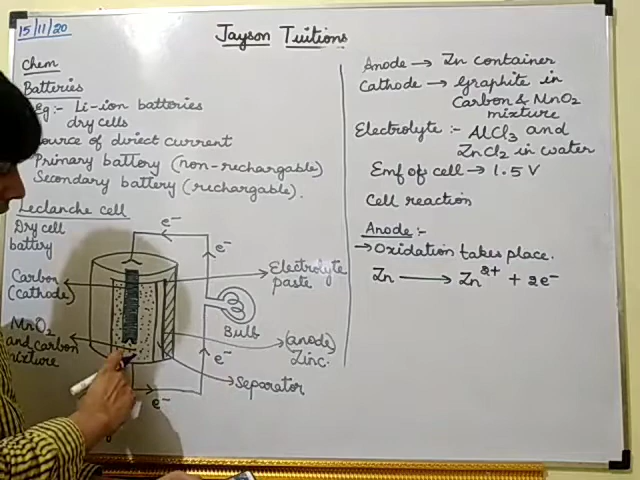 15/11/20
Jayson Tuitions
Chem
Batteries
Eg:- Li-ion batteries
dry cells
Source of direct current
Primary battery (non-rechargable)
Secondary battery (rechargable).
Leclanche cell
Dry cell
battery
Carbon
(cathode)
MnO2
and carbon
mixture
e-
e-
Electrolyte
paste
Bulb
(anode)
Zinc.
e-
Separator
e-
Anode → Zn container
Cathode → Graphite in
Carbon & MnO2
mixture
Electrolyte :- AlCl3 and
ZnCl2 in water
Emf of cell → 1.5 V
Cell reaction
Anode :-
→ Oxidation takes place.
Zn ⟶ Zn2+ + 2e-